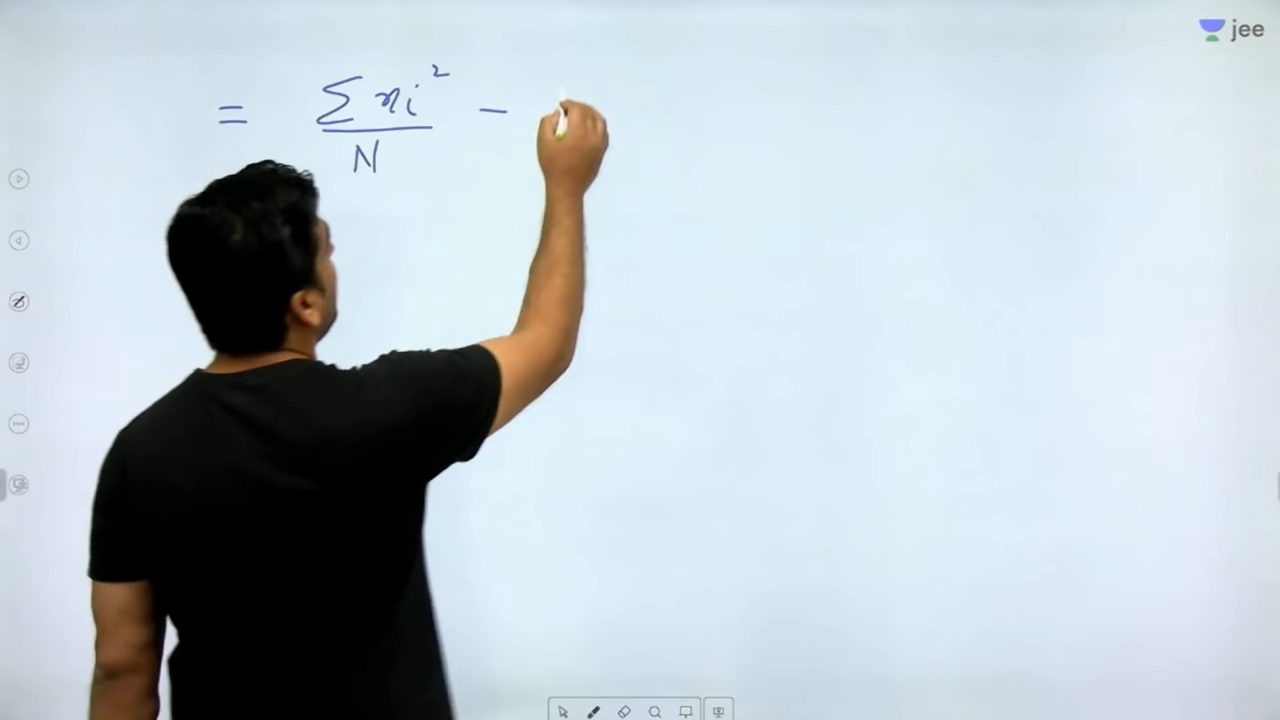 jee
= Σxi² / N -